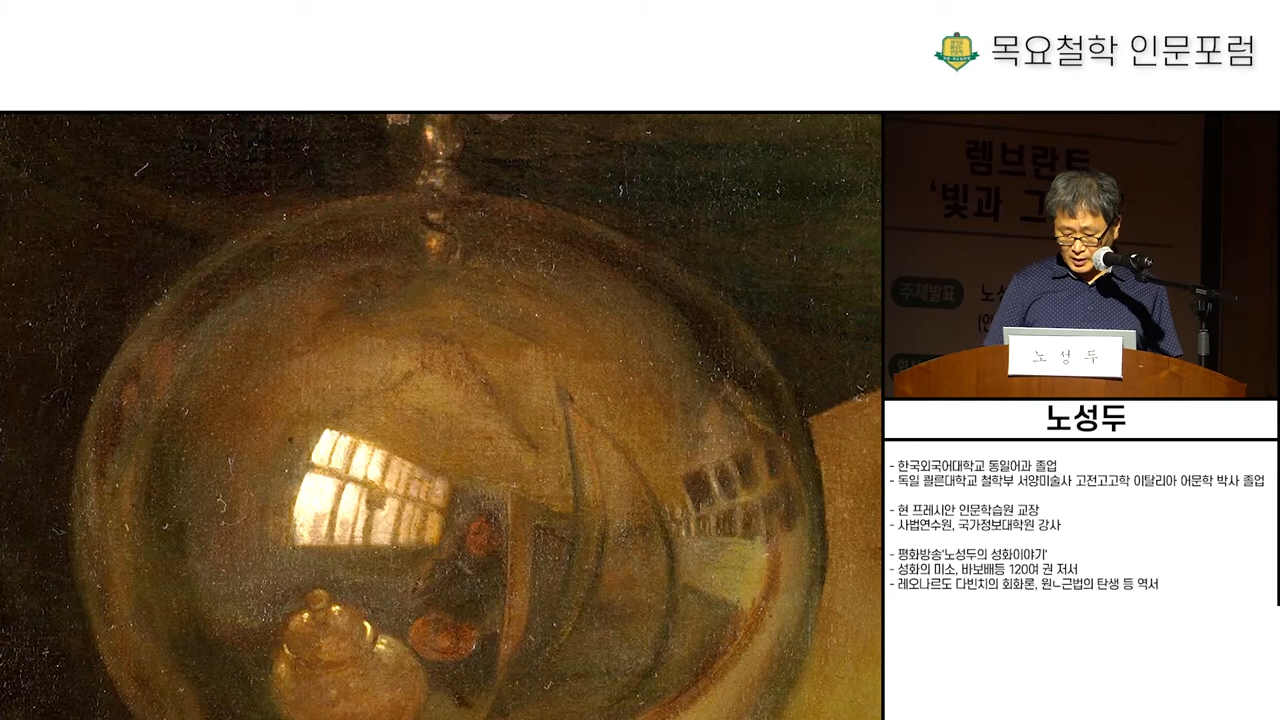 목요철학 인문포럼
렘브란트
'빛과 그
주제발표
노성두
노성두
- 한국외국어대학교 동일어과 졸업
- 독일 쾰른대학교 철학부 서양미술사 고전고고학 이탈리아 어문학 박사 졸업
- 현 프레시안 인문학습원 교장
- 사법연수원, 국가정보대학원 강사
- 평화방송'노성두의 성화이야기'
- 성화의 미소, 바보배등 120여 권 저서
- 레오나르도 다빈치의 회화론, 원ㄴ근법의 탄생 등 역서